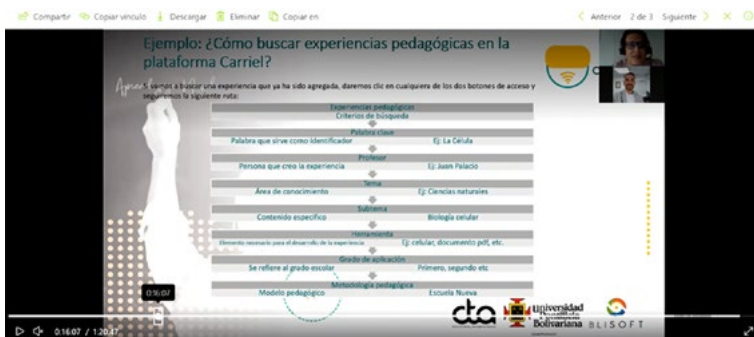 Compartir Copiar vínculo Descargar Eliminar Copiar en Anterior 2 de 3 Siguiente
Ejemplo: ¿Cómo buscar experiencias pedagógicas en la
plataforma Carriel?
vamos a buscar una experiencia que ya ha sido agregada, daremos clic en cualquiera de los dos botones de acceso y
seguiremos la siguiente ruta:
Experiencias pedagógicas
Criterios de búsqueda
Palabra clave
Palabra que sirve como identificador Ej: La Célula
Profesor
Persona que creo la experiencia Ej: Juan Palacio
Tema
Área de conocimiento Ej: Ciencias naturales
Subtema
Contenido específico Biología celular
Herramienta
Elemento necesario para el desarrollo de la experiencia Ej: celular, documento pdf, etc.
Grado de aplicación
Se refiere al grado escolar Primero, segundo etc
Metodología pedagógica
Modelo pedagógico Escuela Nueva
0:16:07
cta Universidad
Pontificia
Bolivariana BLISOFT
0:16:07 / 1:20:47